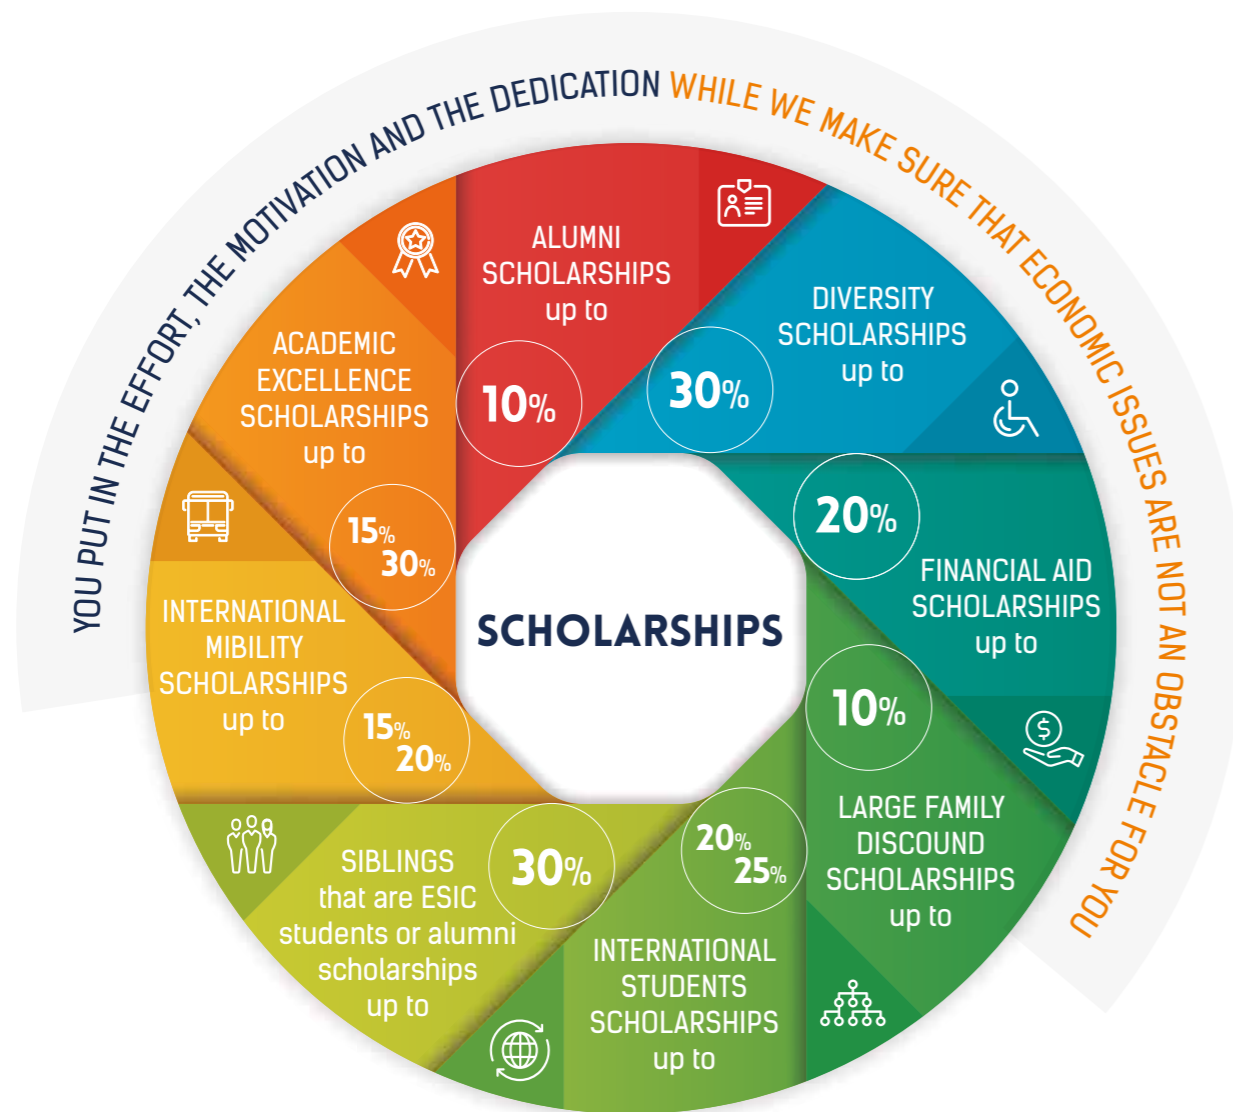 YOU PUT IN THE EFFORT, THE MOTIVATION AND THE DEDICATION WHILE WE MAKE SURE THAT ECONOMIC ISSUES ARE NOT AN OBSTACLE FOR YOU
ALUMNI
SCHOLARSHIPS
up to
10%
DIVERSITY
SCHOLARSHIPS
up to
30%
20%
FINANCIAL AID
SCHOLARSHIPS
up to
$
10%
LARGE FAMILY
DISCOUND
SCHOLARSHIPS
up to
20%
25%
INTERNATIONAL
STUDENTS
SCHOLARSHIPS
up to
30%
SIBLINGS
that are ESIC
students or alumni
scholarships
up to
INTERNATIONAL
MIBILITY
SCHOLARSHIPS
up to
15%
20%
ACADEMIC
EXCELLENCE
SCHOLARSHIPS
up to
15%
30%
SCHOLARSHIPS